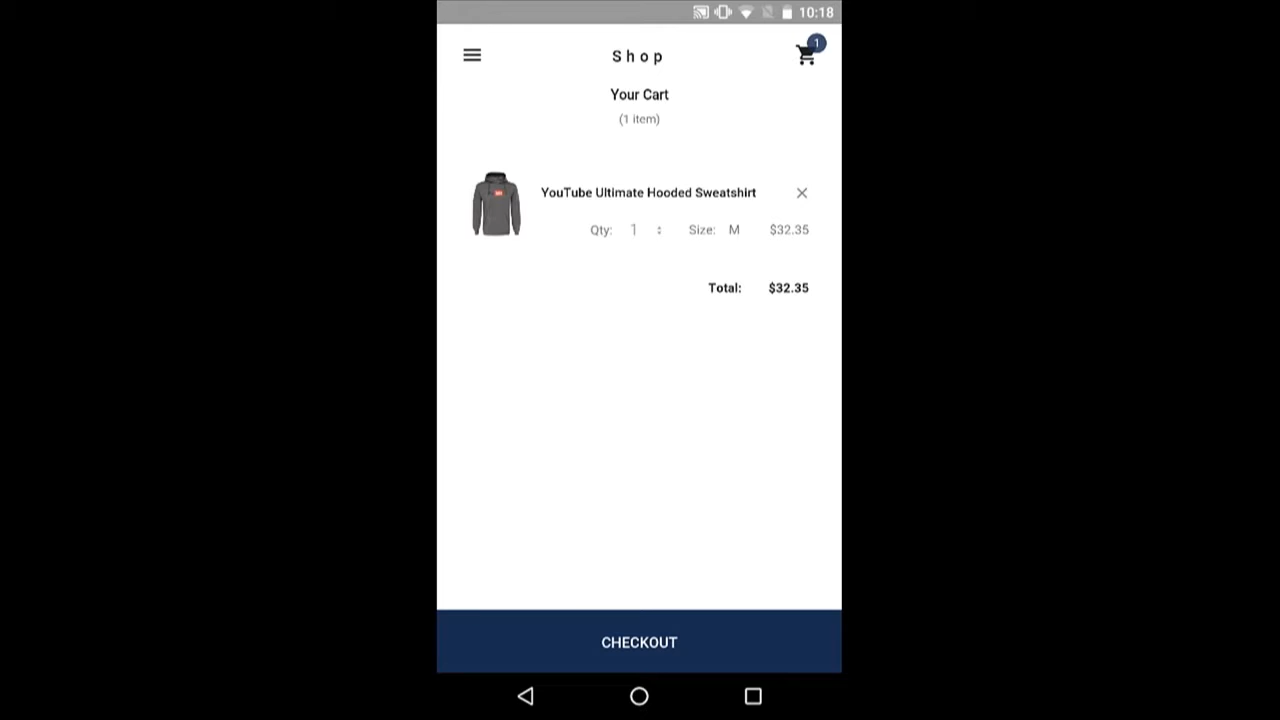 10:18
Shop
1
Your Cart
(1 item)
YouTube Ultimate Hooded Sweatshirt
Qty: 1 Size: M $32.35
Total: $32.35
CHECKOUT